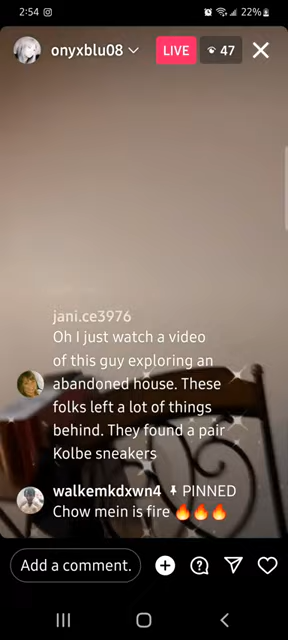 2:54 22%
onyxblu08 LIVE 47
jani.ce3976
Oh I just watch a video
of this guy exploring an
abandoned house. These
folks left a lot of things
behind. They found a pair
Kolbe sneakers
walkemkdxwn4 PINNED
Chow mein is fire 🔥🔥🔥
Add a comment.